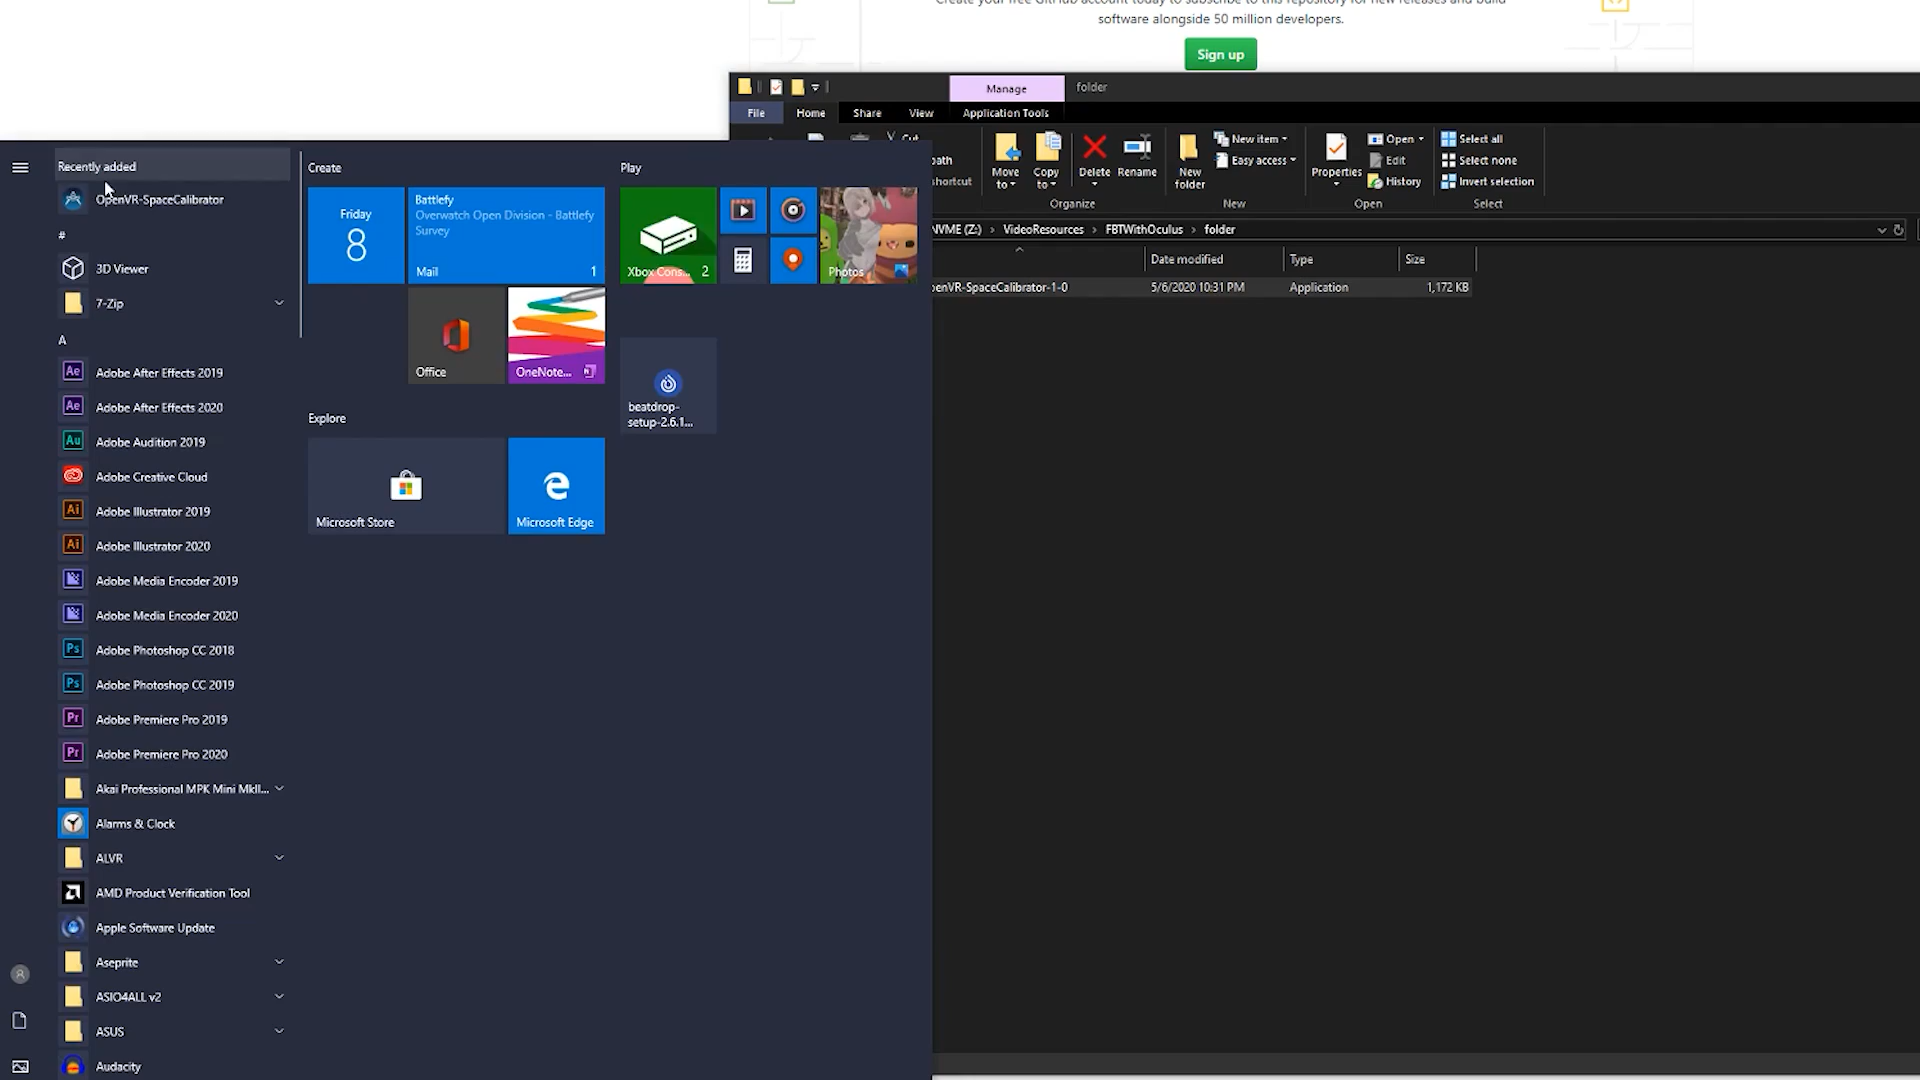 software alongside 50 million developers.
Sign up
Manage
folder
File
Home
Share
View
Application Tools
Cut
path
shortcut
Move
to
Copy
to
Delete
Rename
New
folder
New item
Easy access
Properties
Open
Edit
History
Select all
Select none
Invert selection
Organize
New
Open
Select
NVME (Z:)
VideoResources
FBTWithOculus
folder
Date modified
Type
Size
penVR-SpaceCalibrator-1-0
5/6/2020 10:31 PM
Application
1,172 KB
Recently added
OpenVR-SpaceCalibrator
#
3D Viewer
7-Zip
A
Adobe After Effects 2019
Adobe After Effects 2020
Adobe Audition 2019
Adobe Creative Cloud
Adobe Illustrator 2019
Adobe Illustrator 2020
Adobe Media Encoder 2019
Adobe Media Encoder 2020
Adobe Photoshop CC 2018
Adobe Photoshop CC 2019
Adobe Premiere Pro 2019
Adobe Premiere Pro 2020
Akai Professional MPK Mini MkII...
Alarms & Clock
ALVR
AMD Product Verification Tool
Apple Software Update
Aseprite
ASIO4ALL v2
ASUS
Audacity
Create
Friday
8
Battlefy
Overwatch Open Division - Battlefy
Survey
Mail
1
Office
OneNote...
Explore
Microsoft Store
Microsoft Edge
Play
Xbox Cons...
2
Photos
beatdrop-
setup-2.6.1...